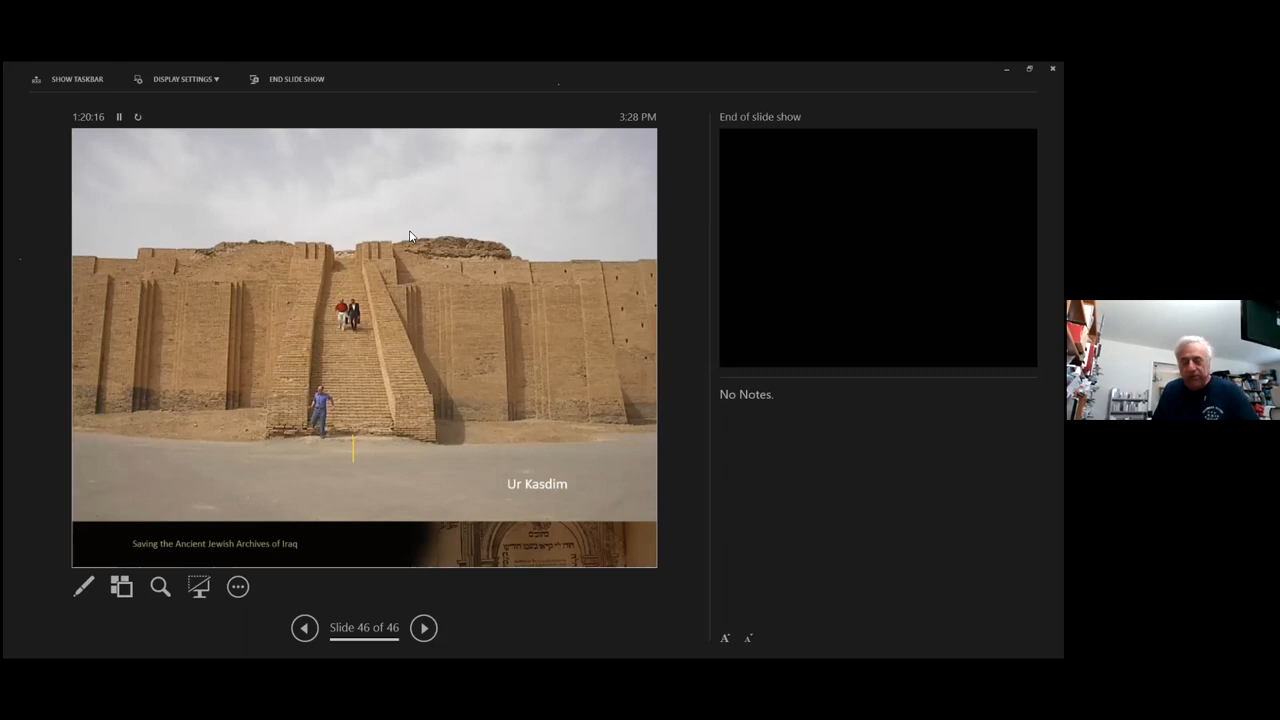 SHOW TASKBAR
DISPLAY SETTINGS ▼
END SLIDE SHOW
1:20:16
3:28 PM
End of slide show
No Notes.
Ur Kasdim
Saving the Ancient Jewish Archives of Iraq
Slide 46 of 46
A
A